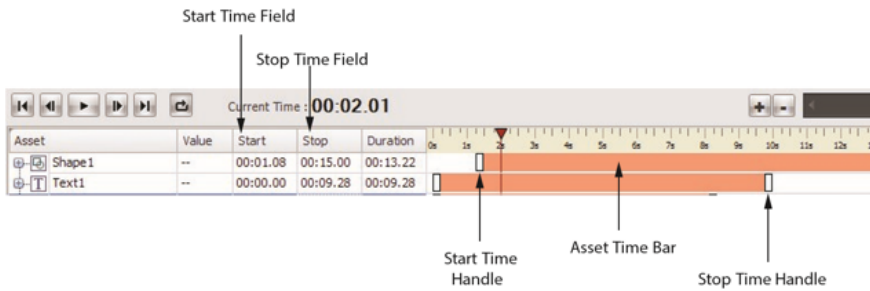 Start Time Field
Stop Time Field
Current Time : 00:02.01
Asset Value Start Stop Duration
0s 1s 2s 3s 4s 5s 6s 7s 8s 9s 10s 11s 12s
Shape1 -- 00:01.08 00:15.00 00:13.22
T Text1 -- 00:00.00 00:09.28 00:09.28
Start Time
Handle
Asset Time Bar
Stop Time Handle